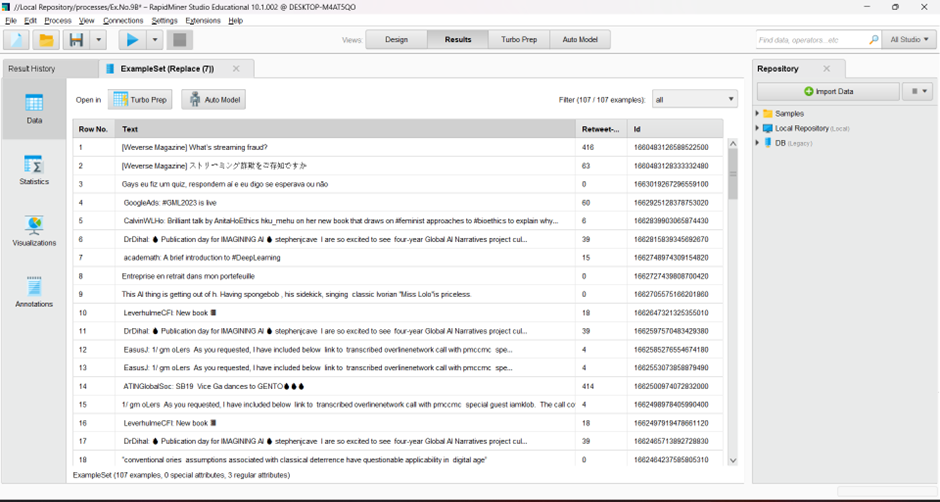 //Local Repository/processes/Ex.No.9B* – RapidMiner Studio Educational 10.1.002 @ DESKTOP-M4AT5QO
File Edit Process View Connections Settings Extensions Help
Views: Design Results Turbo Prep Auto Model Find data, operators...etc All Studio
Result History ExampleSet (Replace (7)) Repository
Open in Turbo Prep Auto Model Filter (107 / 107 examples): all Import Data
Data
Statistics
Visualizations
Annotations
Samples
Local Repository (Local)
DB (Legacy)
Row No. Text Retweet-... Id
1 [Weverse Magazine] What's streaming fraud? 416 1660483126588522500
2 [Weverse Magazine] ストリーミング詐欺をご存知ですか 63 1660481128333332480
3 Gays eu fiz um quiz, respondem aí e eu digo se esperava ou não 0 1663019267296559100
4 GoogleAds: #GML2023 is live 60 1662925128378753020
5 CalvinWLHo: Brilliant talk by AnitaHoEthics hku_mehu on her new book that draws on #feminist approaches to #bioethics to explain why... 6 1662839903065874430
6 DrDihal: Publication day for IMAGINING AI stephenjcave I are so excited to see four-year Global AI Narratives project cul... 39 1662815839345692670
7 academath: A brief introduction to #DeepLearning 15 1662748974309154820
8 Entreprise en retrait dans mon portefeuille 0 1662727439808700420
9 This AI thing is getting out of h. Having spongebob , his sidekick, singing classic Ivorian "Miss Lolo"is priceless. 0 1662705575166201860
10 LeverhulmeCFI: New book 18 1662647321325355010
11 DrDihal: Publication day for IMAGINING AI stephenjcave I are so excited to see four-year Global AI Narratives project cul... 39 1662597570483429380
12 EasusJ: 1/ gm oLers As you requested, I have included below link to transcribed overlinenetwork call with pmccmc spe... 4 1662585276554674180
13 EasusJ: 1/ gm oLers As you requested, I have included below link to transcribed overlinenetwork call with pmccmc spe... 4 1662553073858879490
14 ATINGlobalSoc: SB19 Vice Ga dances to GENTO 414 1662500974072832000
15 1/ gm oLers As you requested, I have included below link to transcribed overlinenetwork call with pmccmc special guest iamklob. The call co 4 1662498978405990400
16 LeverhulmeCFI: New book 18 1662497919478661120
17 DrDihal: Publication day for IMAGINING AI stephenjcave I are so excited to see four-year Global AI Narratives project cul... 39 1662465713892728830
18 "conventional ories assumptions associated with classical deterrence have questionable applicability in digital age" 0 1662464237585805310
ExampleSet (107 examples, 0 special attributes, 3 regular attributes)